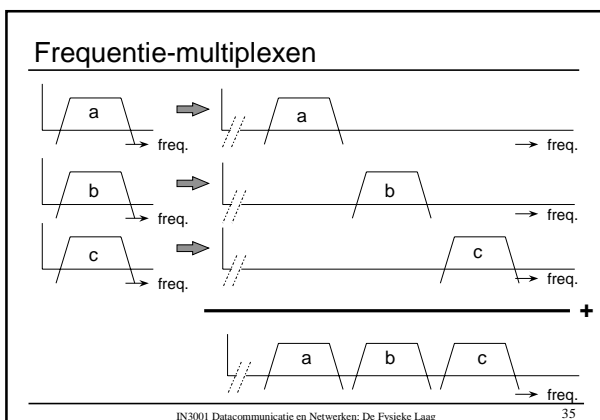 Frequentie-multiplexen
a
a
freq.
freq.
b
b
freq.
freq.
c
c
freq.
freq.
+
a b c
freq.
IN3001 Datacommunicatie en Netwerken: De Fysieke Laag 35